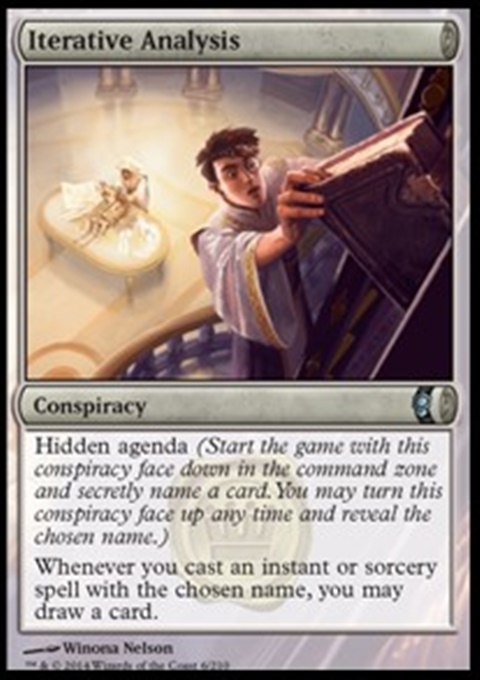 Iterative Analysis
Conspiracy
Hidden agenda (Start the game with this
conspiracy face down in the command zone
and secretly name a card. You may turn this
conspiracy face up any time and reveal the
chosen name.)
Whenever you cast an instant or sorcery
spell with the chosen name, you may
draw a card.
Winona Nelson
™ & © 2014 Wizards of the Coast 6/210